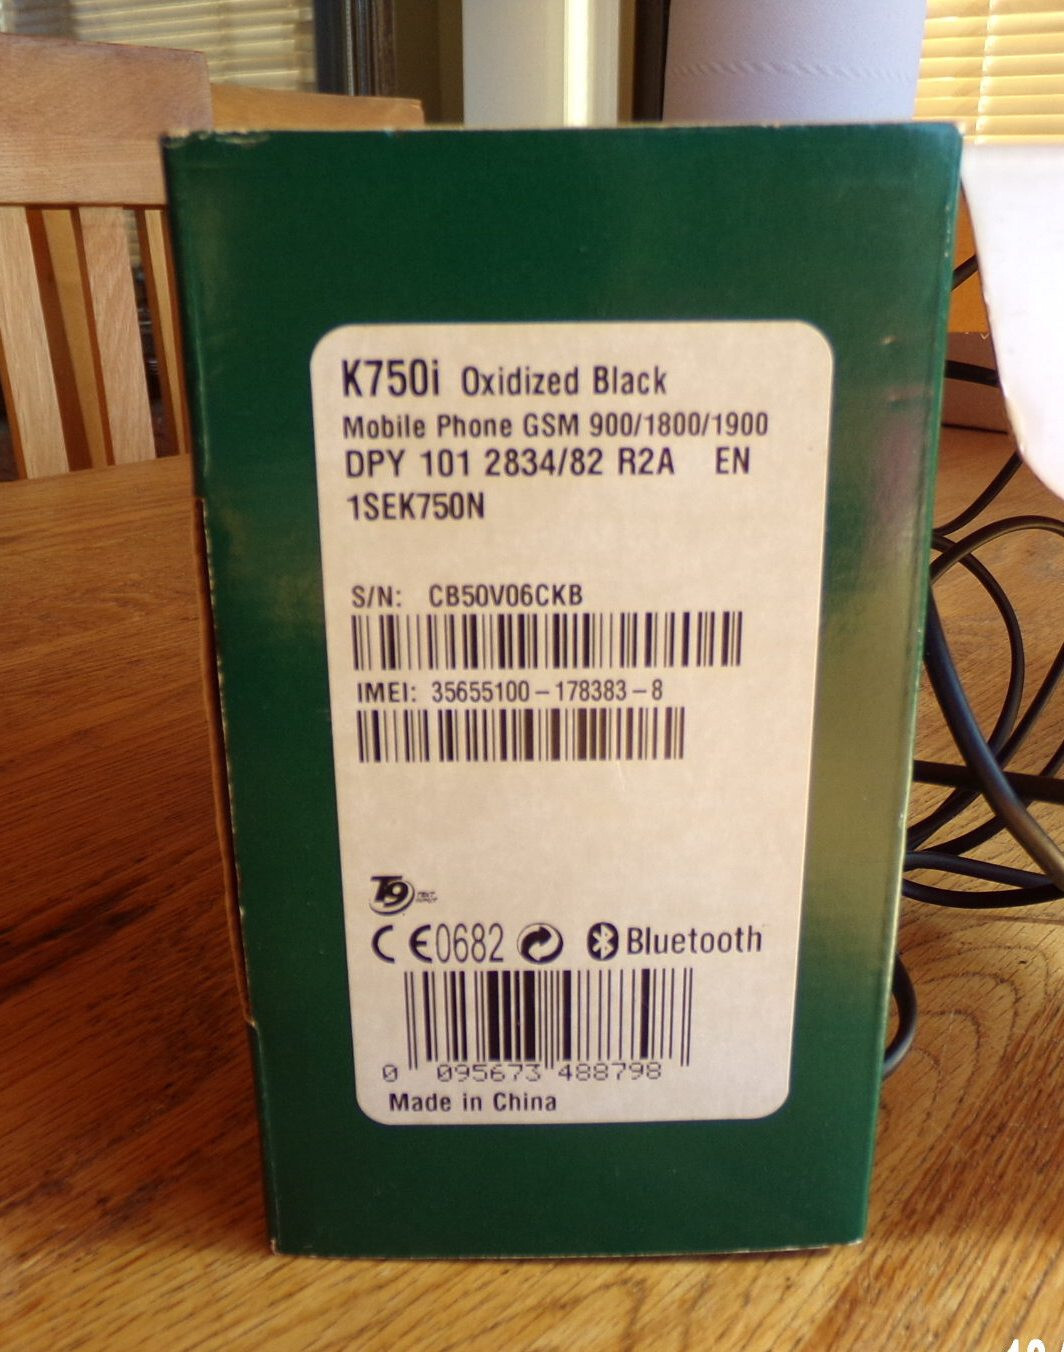 K750i Oxidized Black
Mobile Phone GSM 900/1800/1900
DPY 101 2834/82 R2A EN
1SEK750N
S/N: CB50V06CKB
IMEI: 35655100-178383-8
T9
CE0682 Bluetooth
0 095673 488798
Made in China